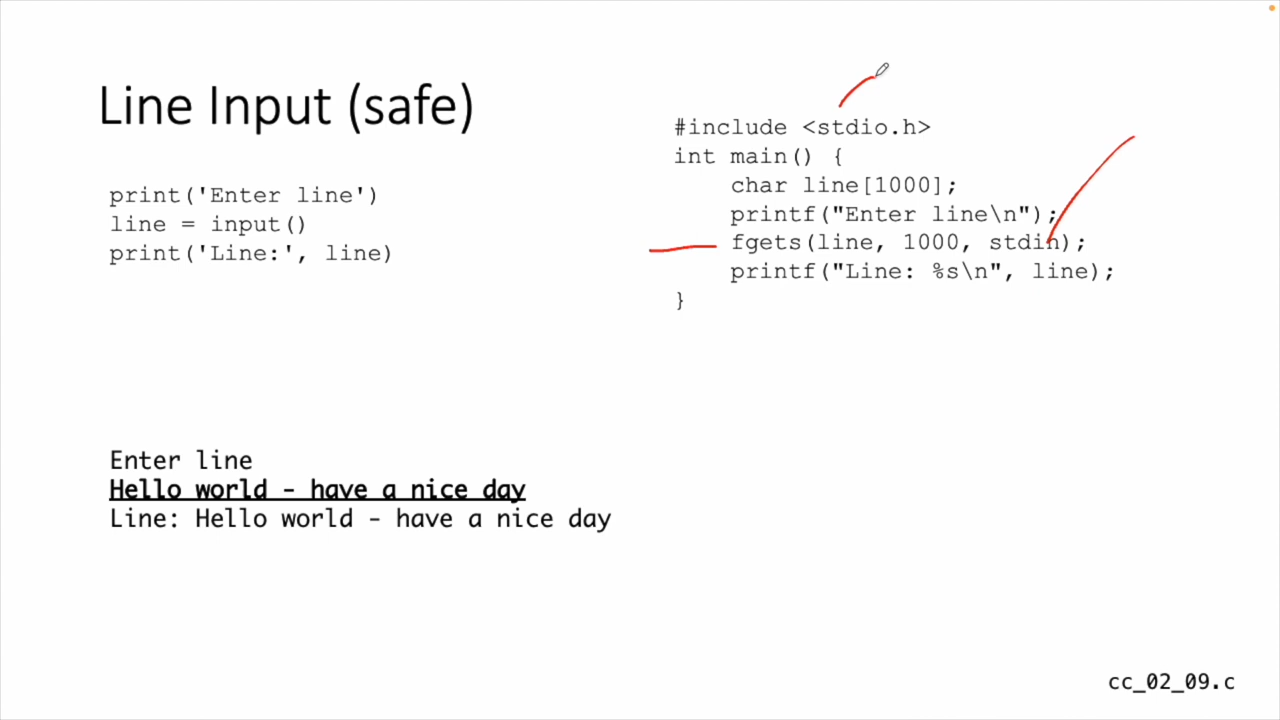 Line Input (safe)
print('Enter line')
line = input()
print('Line:', line)
#include <stdio.h>
int main() {
    char line[1000];
    printf("Enter line\n");
    fgets(line, 1000, stdin);
    printf("Line: %s\n", line);
}
Enter line
Hello world - have a nice day
Line: Hello world - have a nice day
cc_02_09.c